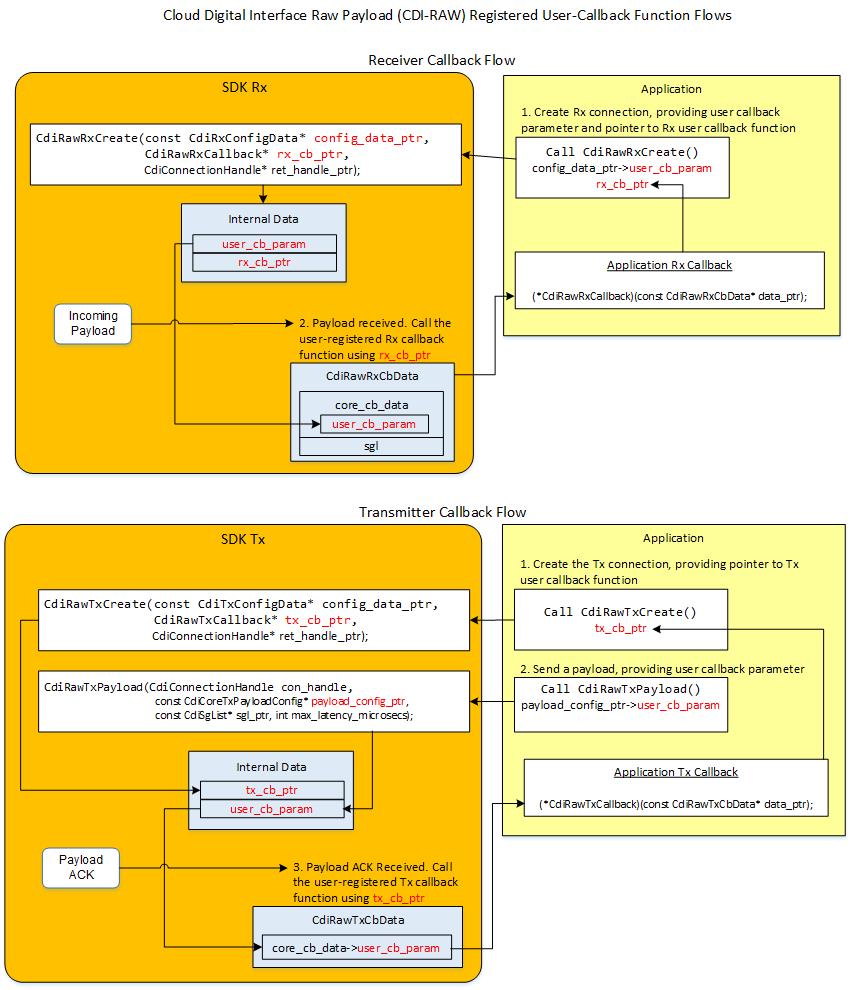 Cloud Digital Interface Raw Payload (CDI-RAW) Registered User-Callback Function Flows
Receiver Callback Flow
SDK Rx
CdiRawRxCreate(const CdiRxConfigData* config_data_ptr,
CdiRawRxCallback* rx_cb_ptr,
CdiConnectionHandle* ret_handle_ptr);
Internal Data
user_cb_param
rx_cb_ptr
Incoming
Payload
2. Payload received. Call the
user-registered Rx callback
function using rx_cb_ptr
CdiRawRxCbData
core_cb_data
user_cb_param
sgl
Application
1. Create Rx connection, providing user callback
parameter and pointer to Rx user callback function
Call CdiRawRxCreate()
config_data_ptr->user_cb_param
rx_cb_ptr
Application Rx Callback
(*CdiRawRxCallback)(const CdiRawRxCbData* data_ptr);
Transmitter Callback Flow
SDK Tx
CdiRawTxCreate(const CdiTxConfigData* config_data_ptr,
CdiRawTxCallback* tx_cb_ptr,
CdiConnectionHandle* ret_handle_ptr);
CdiRawTxPayload(CdiConnectionHandle con_handle,
const CdiCoreTxPayloadConfig* payload_config_ptr,
const CdiSgList* sgl_ptr, int max_latency_microsecs);
Internal Data
tx_cb_ptr
user_cb_param
Payload
ACK
3. Payload ACK Received. Call
the user-registered Tx callback
function using tx_cb_ptr
CdiRawTxCbData
core_cb_data->user_cb_param
Application
1. Create the Tx connection, providing pointer to Tx
user callback function
Call CdiRawTxCreate()
tx_cb_ptr
2. Send a payload, providing user callback parameter
Call CdiRawTxPayload()
payload_config_ptr->user_cb_param
Application Tx Callback
(*CdiRawTxCallback)(const CdiRawTxCbData* data_ptr);